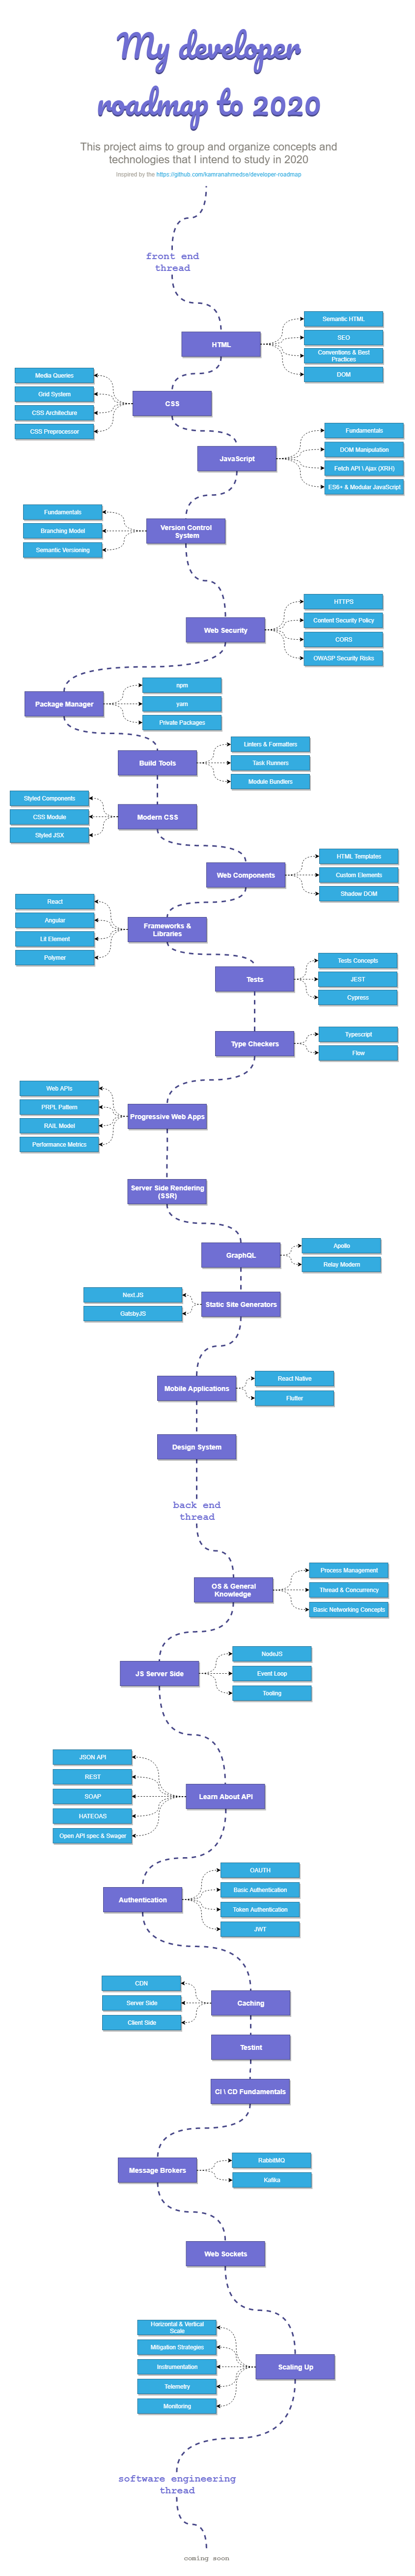 My developer
roadmap to 2020
This project aims to group and organize concepts and
technologies that I intend to study in 2020
Inspired by the https://github.com/kamranahmedse/developer-roadmap
front end
thread
HTML
Semantic HTML
SEO
Conventions & Best
Practices
DOM
CSS
Media Queries
Grid System
CSS Architecture
CSS Preprocessor
JavaScript
Fundamentals
DOM Manipulation
Fetch API \ Ajax (XRH)
ES6+ & Modular JavaScript
Version Control
System
Fundamentals
Branching Model
Semantic Versioning
Web Security
HTTPS
Content Security Policy
CORS
OWASP Security Risks
Package Manager
npm
yarn
Private Packages
Build Tools
Linters & Formatters
Task Runners
Module Bundlers
Modern CSS
Styled Components
CSS Module
Styled JSX
Web Components
HTML Templates
Custom Elements
Shadow DOM
Frameworks &
Libraries
React
Angular
Lit Element
Polymer
Tests
Tests Concepts
JEST
Cypress
Type Checkers
Typescript
Flow
Progressive Web Apps
Web APIs
PRPL Pattern
RAIL Model
Performance Metrics
Server Side Rendering
(SSR)
GraphQL
Apollo
Relay Modern
Static Site Generators
Next.JS
GatsbyJS
Mobile Applications
React Native
Flutter
Design System
back end
thread
OS & General
Knowledge
Process Management
Thread & Concurrency
Basic Networking Concepts
JS Server Side
NodeJS
Event Loop
Tooling
Learn About API
JSON API
REST
SOAP
HATEOAS
Open API spec & Swager
Authentication
OAUTH
Basic Authentication
Token Authentication
JWT
Caching
CDN
Server Side
Client Side
Testint
CI \ CD Fundamentals
Message Brokers
RabbitMQ
Kafka
Web Sockets
Scaling Up
Horizontal & Vertical
Scale
Mitigation Strategies
Instrumentation
Telemetry
Monitoring
software engineering
thread
coming soon